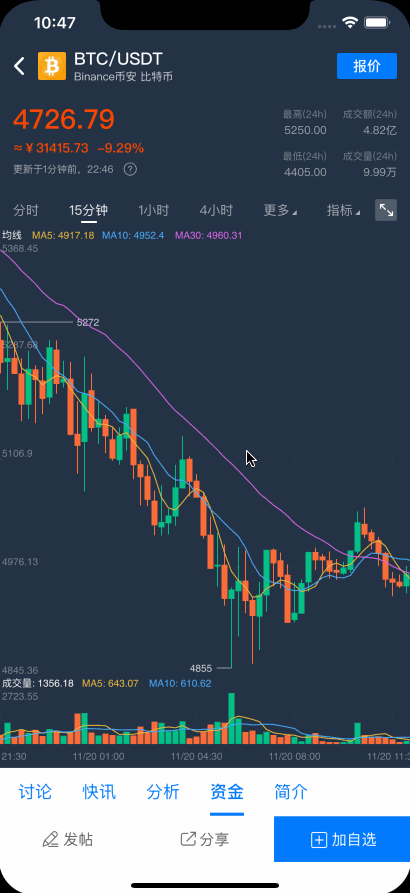 10:47
BTC/USDT
Binance币安 比特币
报价
4726.79
≈￥31415.73 -9.29%
更新于1分钟前，22:46 ?
最高(24h) 成交额(24h)
5250.00 4.82亿
最低(24h) 成交量(24h)
4405.00 9.99万
分时 15分钟 1小时 4小时 更多 指标
均线 MA5: 4917.18 MA10: 4952.4 MA30: 4960.31
5368.45
5272
5237.68
5106.9
4976.13
4855
4845.36
成交量: 1356.18 MA5: 643.07 MA10: 610.62
2723.55
21:30 11/20 01:00 11/20 04:30 11/20 08:00 11/20 11:3
讨论 快讯 分析 资金 简介
发帖 分享 加自选